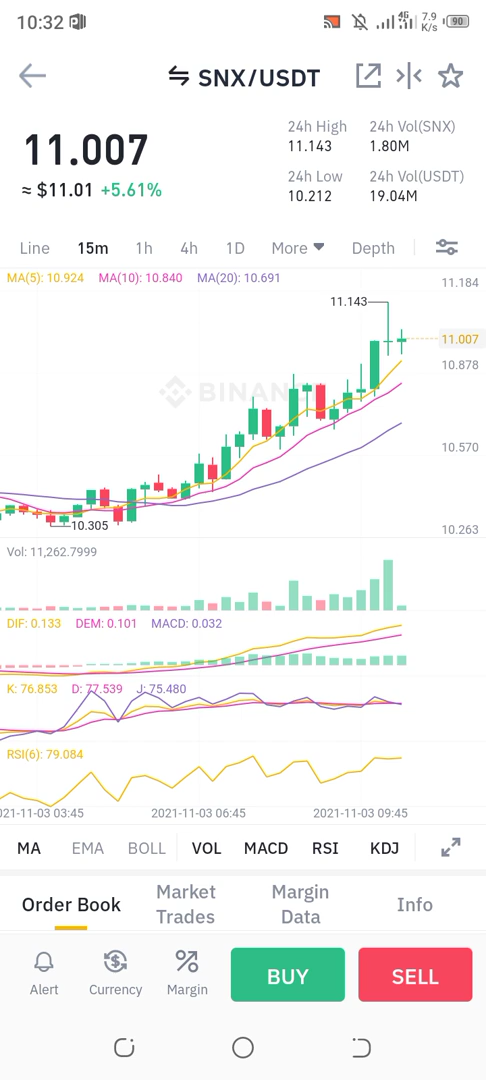 10:32 4G 7.9 K/s 90
SNX/USDT
11.007
≈ $11.01 +5.61%
24h High 24h Vol(SNX)
11.143 1.80M
24h Low 24h Vol(USDT)
10.212 19.04M
Line 15m 1h 4h 1D More Depth
MA(5): 10.924 MA(10): 10.840 MA(20): 10.691
11.184
11.143
11.007
10.878
BINAN
10.570
10.305
10.263
Vol: 11,262.7999
DIF: 0.133 DEM: 0.101 MACD: 0.032
K: 76.853 D: 77.539 J: 75.480
RSI(6): 79.084
021-11-03 03:45 2021-11-03 06:45 2021-11-03 09:45
MA EMA BOLL VOL MACD RSI KDJ
Order Book Market Trades Margin Data Info
Alert Currency Margin BUY SELL